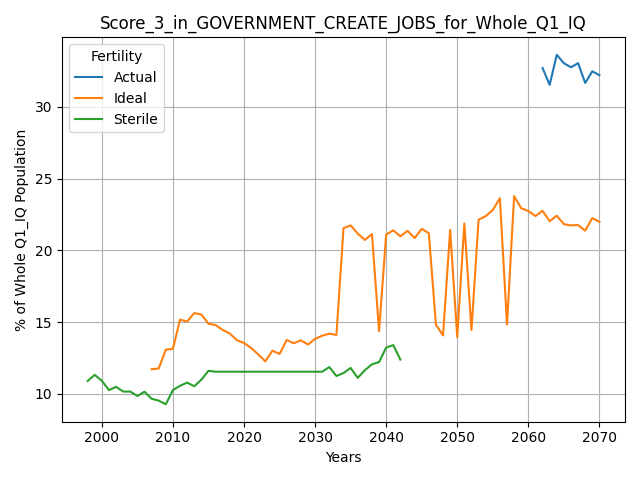 Score_3_in_GOVERNMENT_CREATE_JOBS_for_Whole_Q1_IQ
Fertility
Actual
Ideal
Sterile
% of Whole Q1_IQ Population
30
25
20
15
10
2000 2010 2020 2030 2040 2050 2060 2070
Years